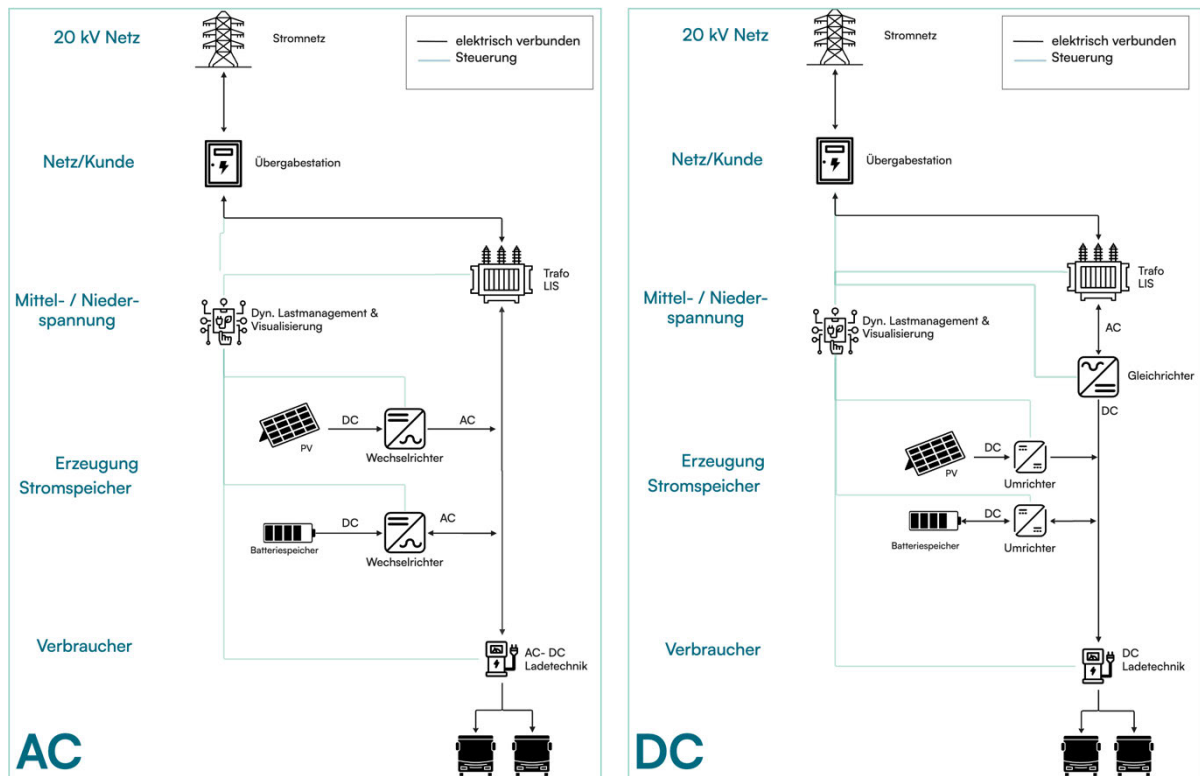 20 kV Netz
Stromnetz
elektrisch verbunden
Steuerung
Netz/Kunde
Übergabestation
Trafo
LIS
Mittel- / Nieder-
spannung
Dyn. Lastmanagement &
Visualisierung
DC
AC
PV
Wechselrichter
Erzeugung
Stromspeicher
DC
AC
Batteriespeicher
Wechselrichter
Verbraucher
AC- DC
Ladetechnik
AC
20 kV Netz
Stromnetz
elektrisch verbunden
Steuerung
Netz/Kunde
Übergabestation
Trafo
LIS
Mittel- / Nieder-
spannung
Dyn. Lastmanagement &
Visualisierung
AC
Gleichrichter
DC
DC
PV
Umrichter
Erzeugung
Stromspeicher
DC
Batteriespeicher
Umrichter
Verbraucher
DC
Ladetechnik
DC